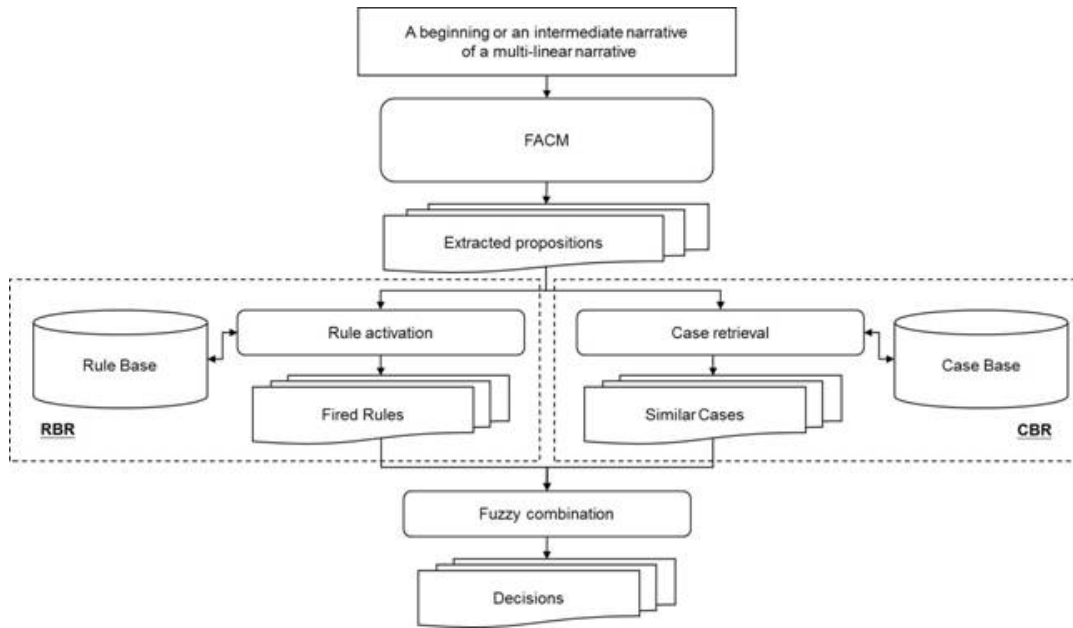 A beginning or an intermediate narrative
of a multi-linear narrative
FACM
Extracted propositions
Rule activation
Case retrieval
Rule Base
Case Base
Fired Rules
Similar Cases
RBR
CBR
Fuzzy combination
Decisions